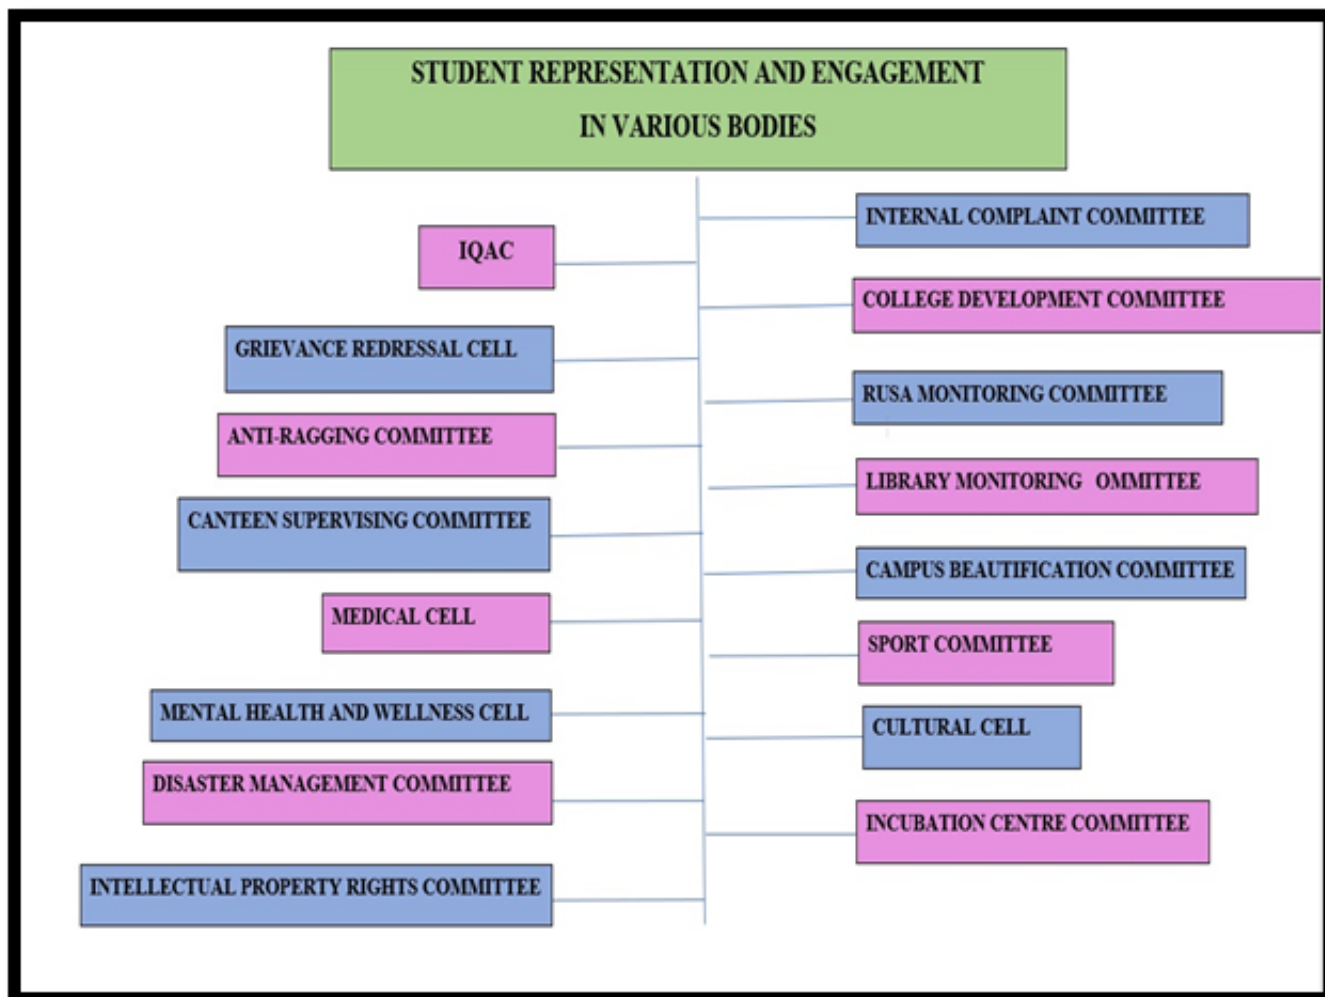 STUDENT REPRESENTATION AND ENGAGEMENT
IN VARIOUS BODIES
IQAC
GRIEVANCE REDRESSAL CELL
ANTI-RAGGING COMMITTEE
CANTEEN SUPERVISING COMMITTEE
MEDICAL CELL
MENTAL HEALTH AND WELLNESS CELL
DISASTER MANAGEMENT COMMITTEE
INTELLECTUAL PROPERTY RIGHTS COMMITTEE
INTERNAL COMPLAINT COMMITTEE
COLLEGE DEVELOPMENT COMMITTEE
RUSA MONITORING COMMITTEE
LIBRARY MONITORING OMMITTEE
CAMPUS BEAUTIFICATION COMMITTEE
SPORT COMMITTEE
CULTURAL CELL
INCUBATION CENTRE COMMITTEE